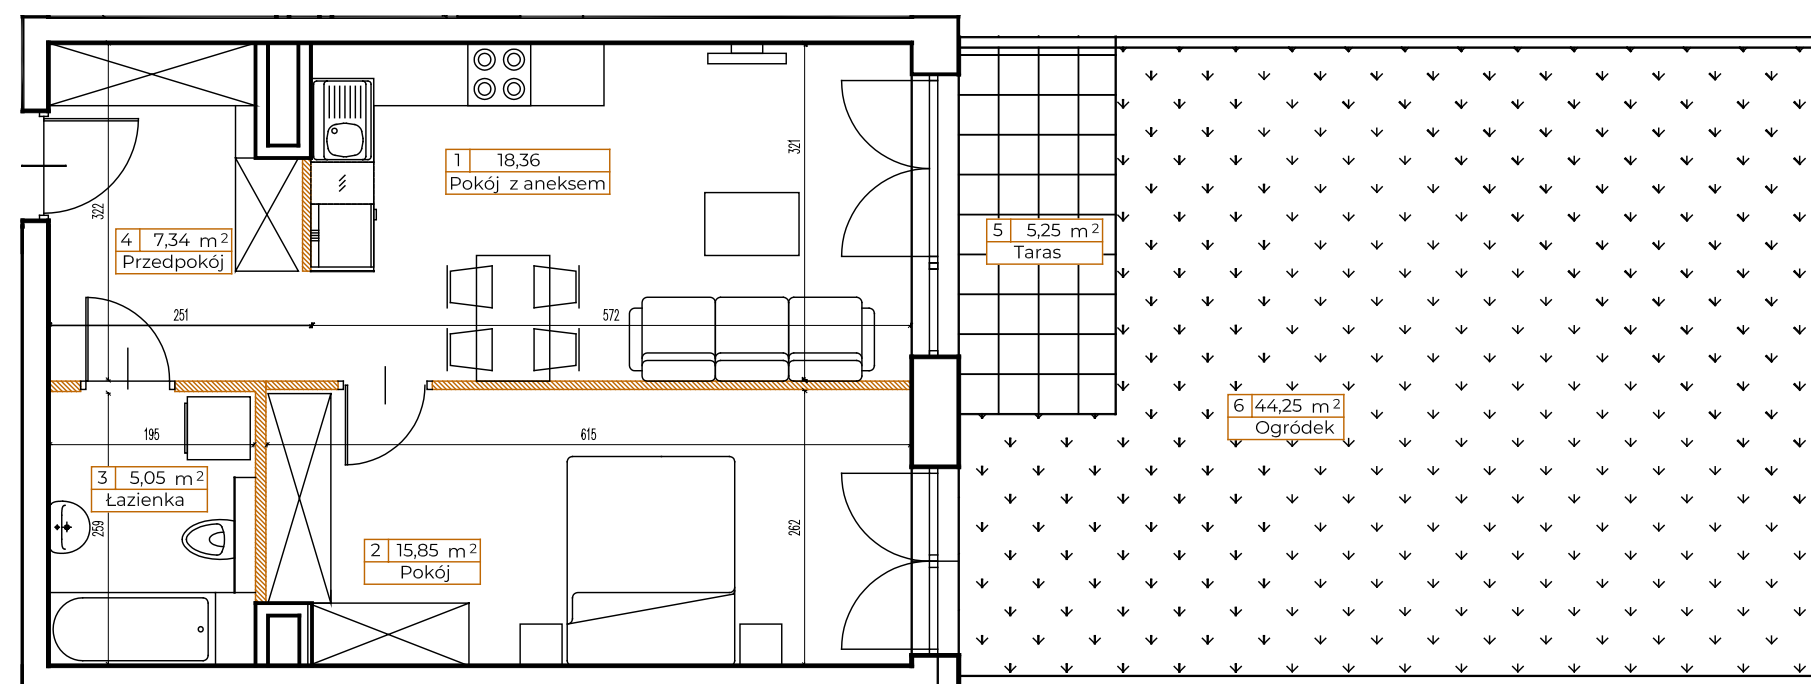 1 18,36
Pokój z aneksem
321
322
4 7,34 m2
Przedpokój
5 5,25 m2
Taras
251
572
6 44,25 m2
Ogródek
195
615
3 5,05 m2
Łazienka
259
262
2 15,85 m2
Pokój